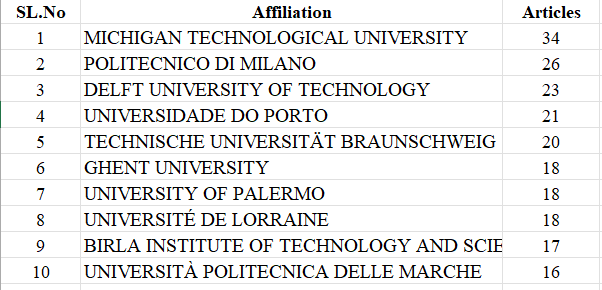 SL.No Affiliation Articles
1 MICHIGAN TECHNOLOGICAL UNIVERSITY 34
2 POLITECNICO DI MILANO 26
3 DELFT UNIVERSITY OF TECHNOLOGY 23
4 UNIVERSIDADE DO PORTO 21
5 TECHNISCHE UNIVERSITÄT BRAUNSCHWEIG 20
6 GHENT UNIVERSITY 18
7 UNIVERSITY OF PALERMO 18
8 UNIVERSITÉ DE LORRAINE 18
9 BIRLA INSTITUTE OF TECHNOLOGY AND SCIE 17
10 UNIVERSITÀ POLITECNICA DELLE MARCHE 16